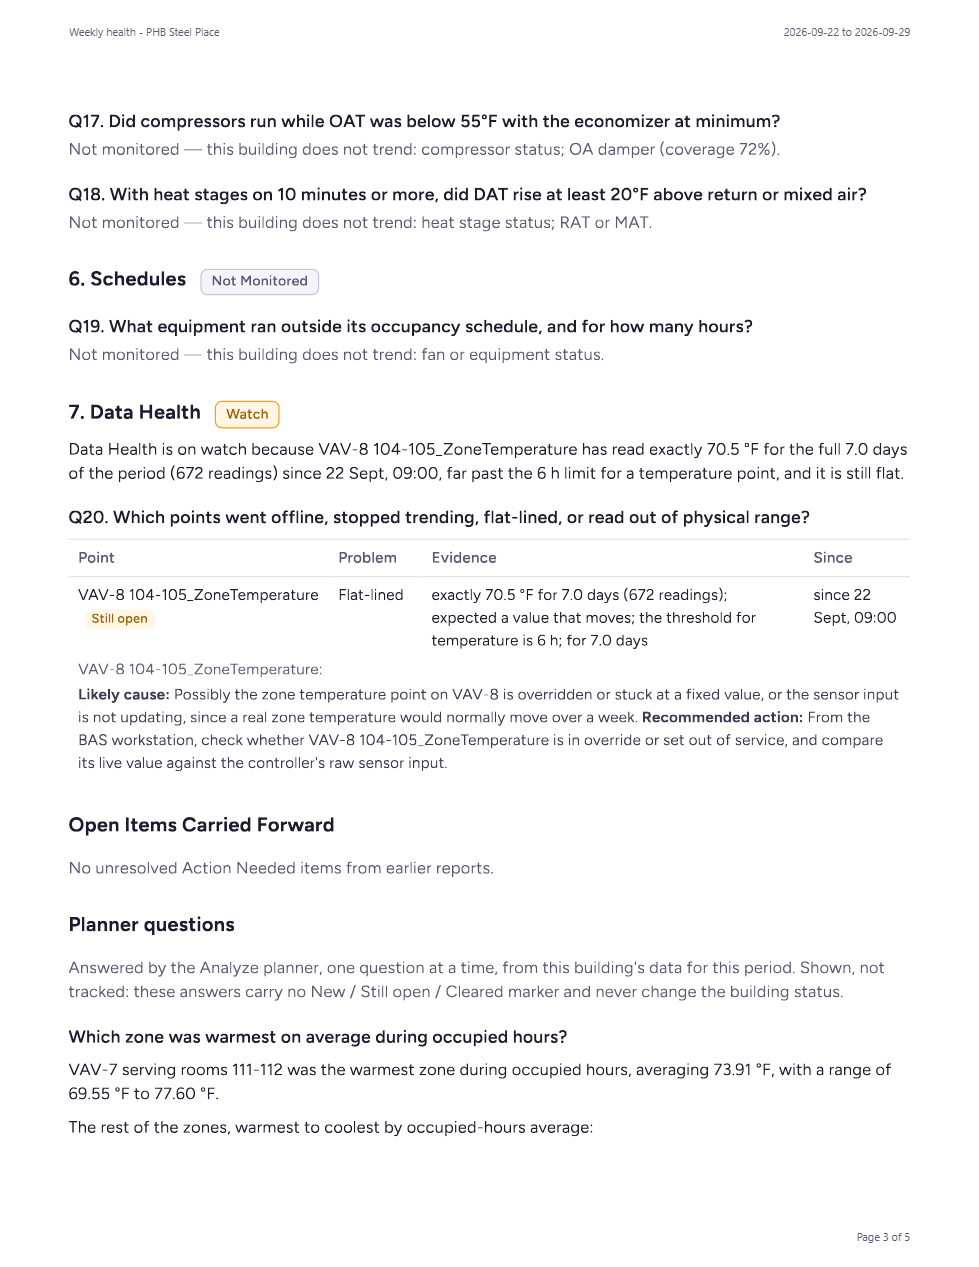 Weekly health - PHB Steel Place
2026-09-22 to 2026-09-29
Q17. Did compressors run while OAT was below 55°F with the economizer at minimum?
Not monitored — this building does not trend: compressor status; OA damper (coverage 72%).
Q18. With heat stages on 10 minutes or more, did DAT rise at least 20°F above return or mixed air?
Not monitored — this building does not trend: heat stage status; RAT or MAT.
6. Schedules Not Monitored
Q19. What equipment ran outside its occupancy schedule, and for how many hours?
Not monitored — this building does not trend: fan or equipment status.
7. Data Health Watch
Data Health is on watch because VAV-8 104-105_ZoneTemperature has read exactly 70.5 °F for the full 7.0 days
of the period (672 readings) since 22 Sept, 09:00, far past the 6 h limit for a temperature point, and it is still flat.
Q20. Which points went offline, stopped trending, flat-lined, or read out of physical range?
Point Problem Evidence Since
VAV-8 104-105_ZoneTemperature Flat-lined exactly 70.5 °F for 7.0 days (672 readings); since 22
Still open expected a value that moves; the threshold for Sept, 09:00
temperature is 6 h; for 7.0 days
VAV-8 104-105_ZoneTemperature:
Likely cause: Possibly the zone temperature point on VAV-8 is overridden or stuck at a fixed value, or the sensor input
is not updating, since a real zone temperature would normally move over a week. Recommended action: From the
BAS workstation, check whether VAV-8 104-105_ZoneTemperature is in override or set out of service, and compare
its live value against the controller's raw sensor input.
Open Items Carried Forward
No unresolved Action Needed items from earlier reports.
Planner questions
Answered by the Analyze planner, one question at a time, from this building's data for this period. Shown, not
tracked: these answers carry no New / Still open / Cleared marker and never change the building status.
Which zone was warmest on average during occupied hours?
VAV-7 serving rooms 111-112 was the warmest zone during occupied hours, averaging 73.91 °F, with a range of
69.55 °F to 77.60 °F.
The rest of the zones, warmest to coolest by occupied-hours average:
Page 3 of 5